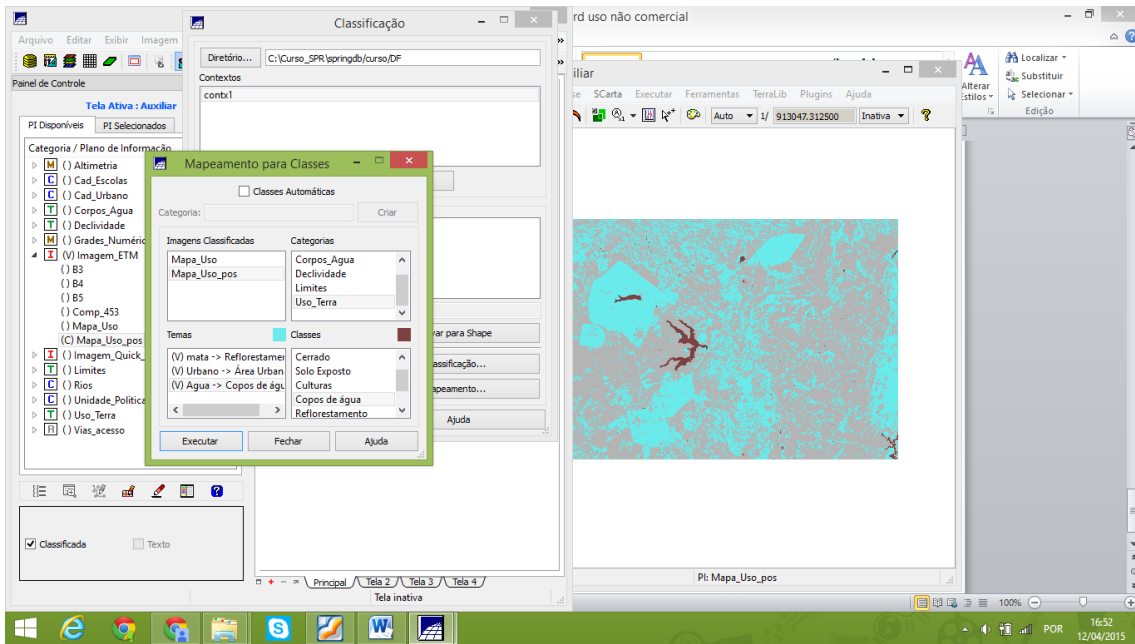 Classificação
rd uso não comercial
Arquivo Editar Exibir Imagem
Painel de Controle
Tela Ativa : Auxiliar
PI Disponíveis PI Selecionados
Categoria / Plano de Informação
M () Altimetria
C () Cad_Escolas
C () Cad_Urbano
T () Corpos_Agua
T () Declividade
M () Grades_Numéric
I (V) Imagem_ETM
() B3
() B4
() B5
() Comp_453
() Mapa_Uso
(C) Mapa_Uso_pos
I () Imagem_Quick_
T () Limites
C () Rios
C () Unidade_Politica
T () Uso_Terra
R () Vias_acesso
Classificada Texto
Diretório... C:\Curso_SPR\springdb/curso/DF
Contextos
contx1
Mapeamento para Classes
Classes Automáticas
Categoria: Criar
Imagens Classificadas Categorias
Mapa_Uso
Mapa_Uso_pos
Corpos_Agua
Declividade
Limites
Uso_Terra
Temas Classes
(V) mata -> Reflorestamer
(V) Urbano -> Área Urban
(V) Agua -> Copos de águ
Cerrado
Solo Exposto
Culturas
Copos de água
Reflorestamento
Executar Fechar Ajuda
var para Shape
assificação...
apeamento...
Ajuda
Principal Tela 2 Tela 3 Tela 4
Tela inativa
iliar
se SCarta Executar Ferramentas TerraLib Plugins Ajuda
Auto 1/ 913047.312500 Inativa
PI: Mapa_Uso_pos
Alterar
Estilos
Localizar
Substituir
Selecionar
Edição
100%
POR
16:52
12/04/2015